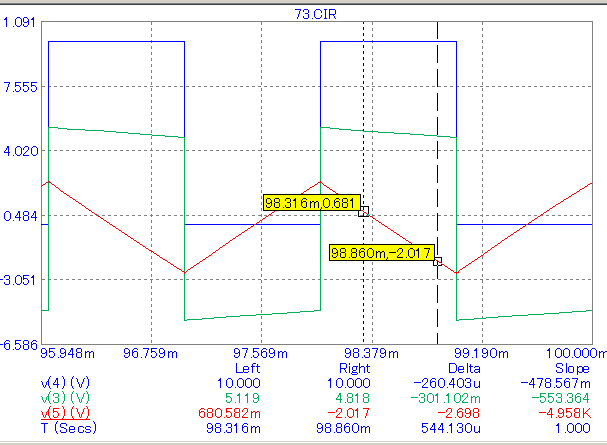 73.CIR
1.091
7.555
4.020
0.484
-3.051
-6.586
98.316m,0.681
98.860m,-2.017
95.948m 96.759m 97.569m 98.379m 99.190m 100.000m
Left Right Delta Slope
v(4) (V) 10.000 10.000 -260.403u -478.567m
v(3) (V) 5.119 4.818 -301.102m -553.364
v(5) (V) 680.582m -2.017 -2.698 -4.958K
T (Secs) 98.316m 98.860m 544.130u 1.000